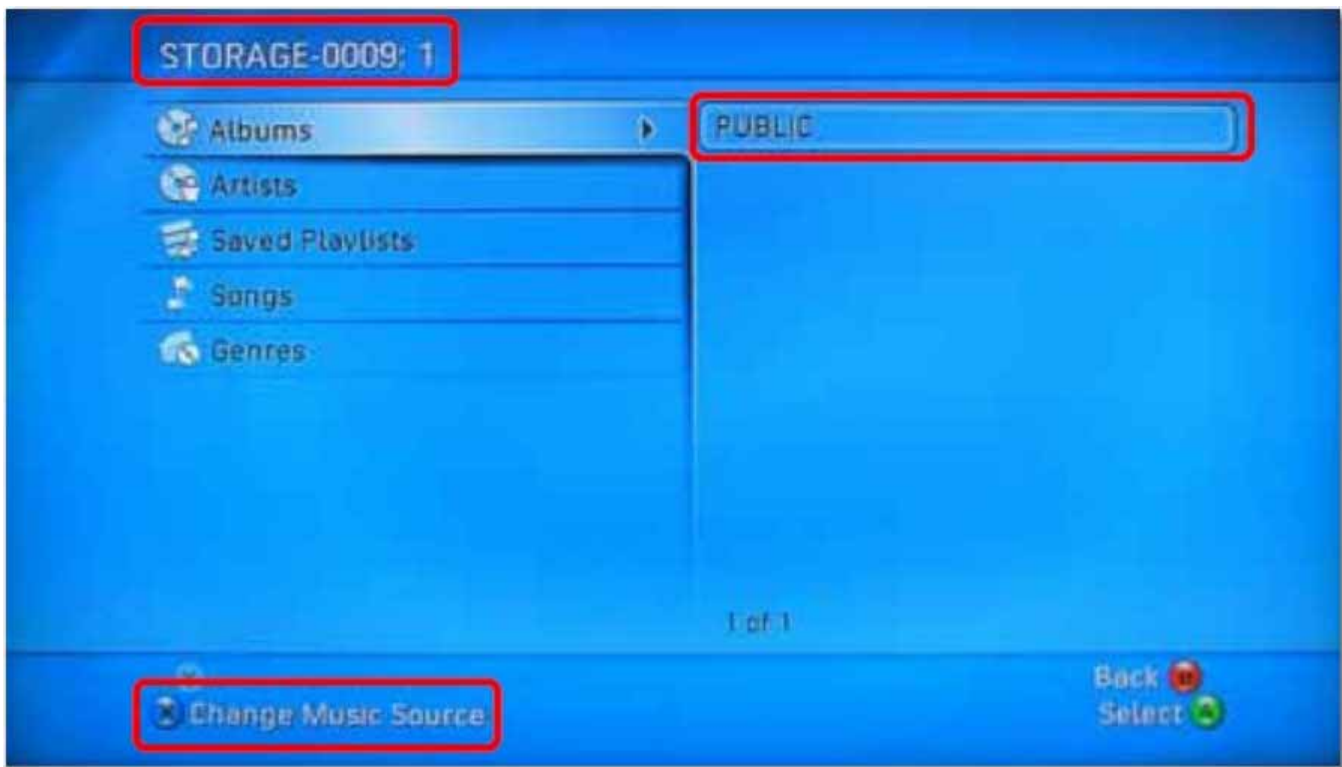 STORAGE-0009: 1
Albums
PUBLIC
Artists
Saved Playlists
Songs
Genres
1 of 1
Back B
X Change Music Source
Select A